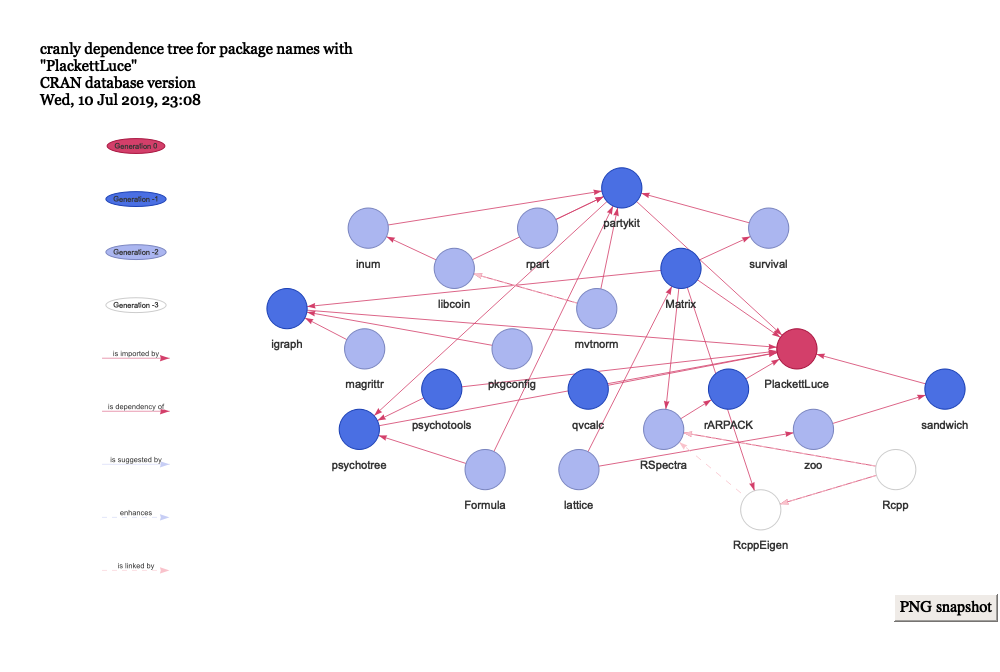 cranly dependence tree for package names with
"PlackettLuce"
CRAN database version
Wed, 10 Jul 2019, 23:08
Generation 0
Generation -1
Generation -2
Generation -3
is imported by
is dependency of
is suggested by
enhances
is linked by
partykit
inum
rpart
survival
libcoin
Matrix
igraph
mvtnorm
magrittr
pkgconfig
PlackettLuce
psychotools
qvcalc
rARPACK
sandwich
psychotree
RSpectra
zoo
Formula
lattice
Rcpp
RcppEigen
PNG snapshot